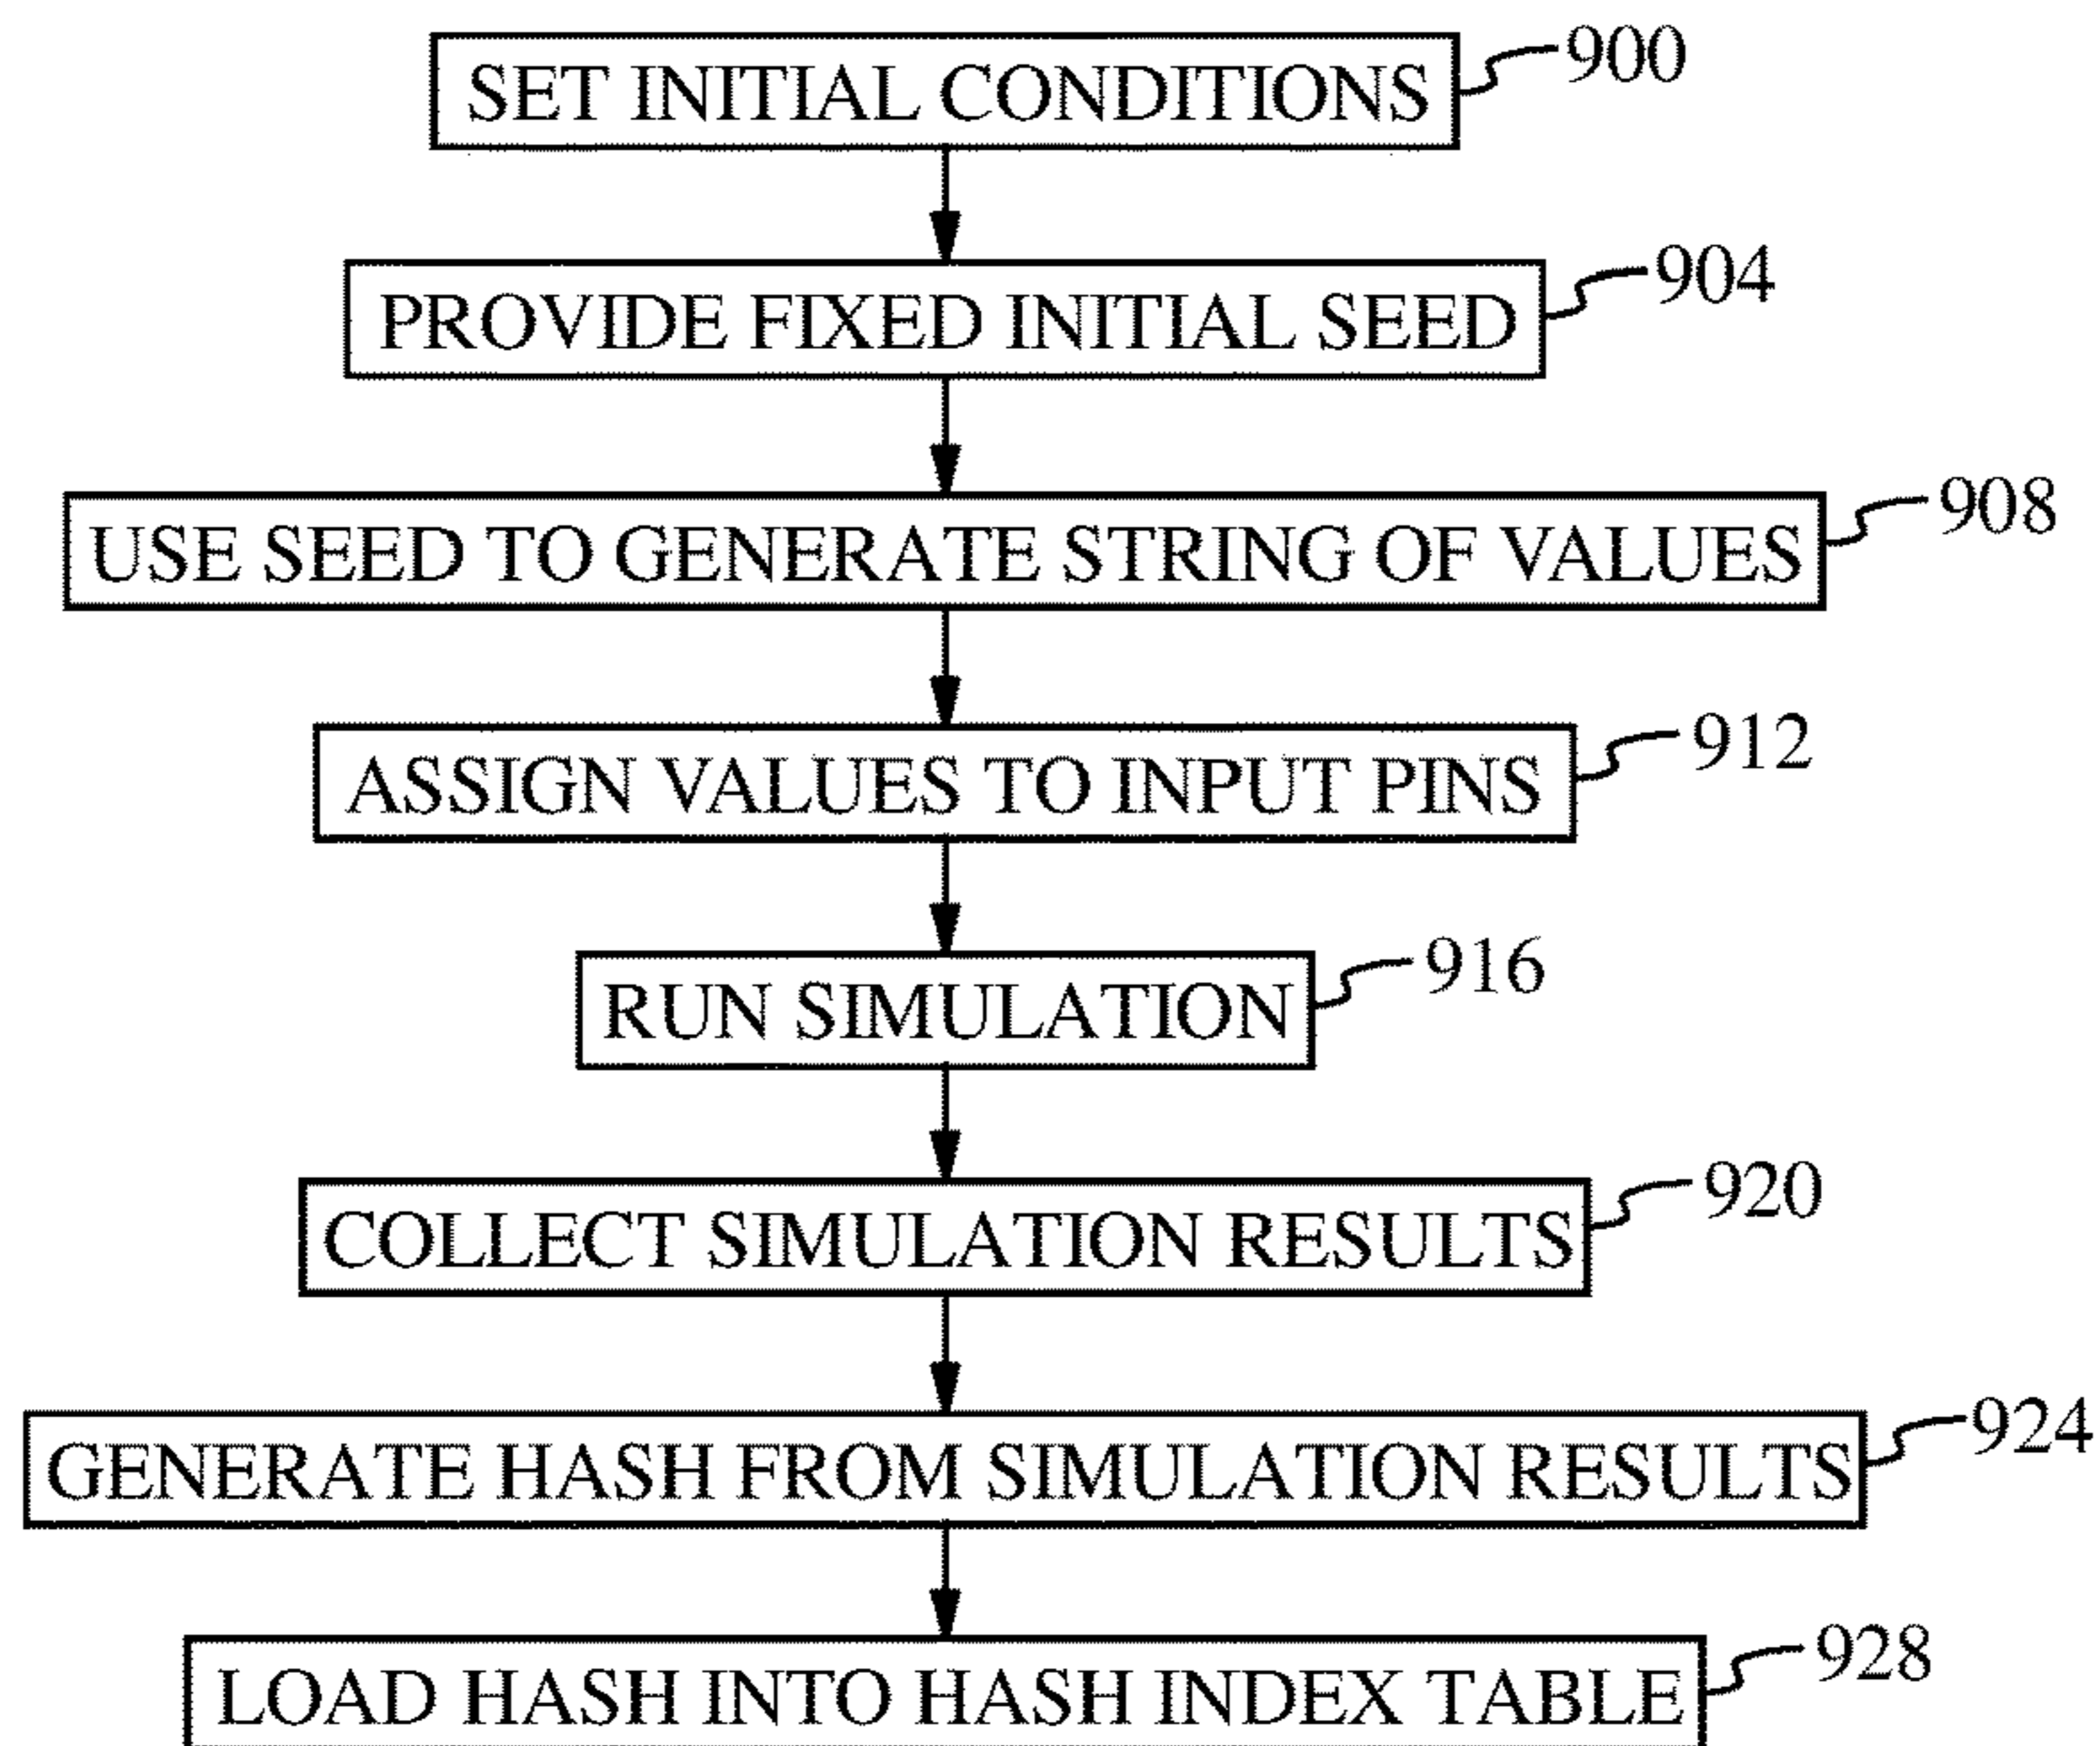 SET INITIAL CONDITIONS 900
PROVIDE FIXED INITIAL SEED 904
USE SEED TO GENERATE STRING OF VALUES 908
ASSIGN VALUES TO INPUT PINS 912
RUN SIMULATION 916
COLLECT SIMULATION RESULTS 920
GENERATE HASH FROM SIMULATION RESULTS 924
LOAD HASH INTO HASH INDEX TABLE 928